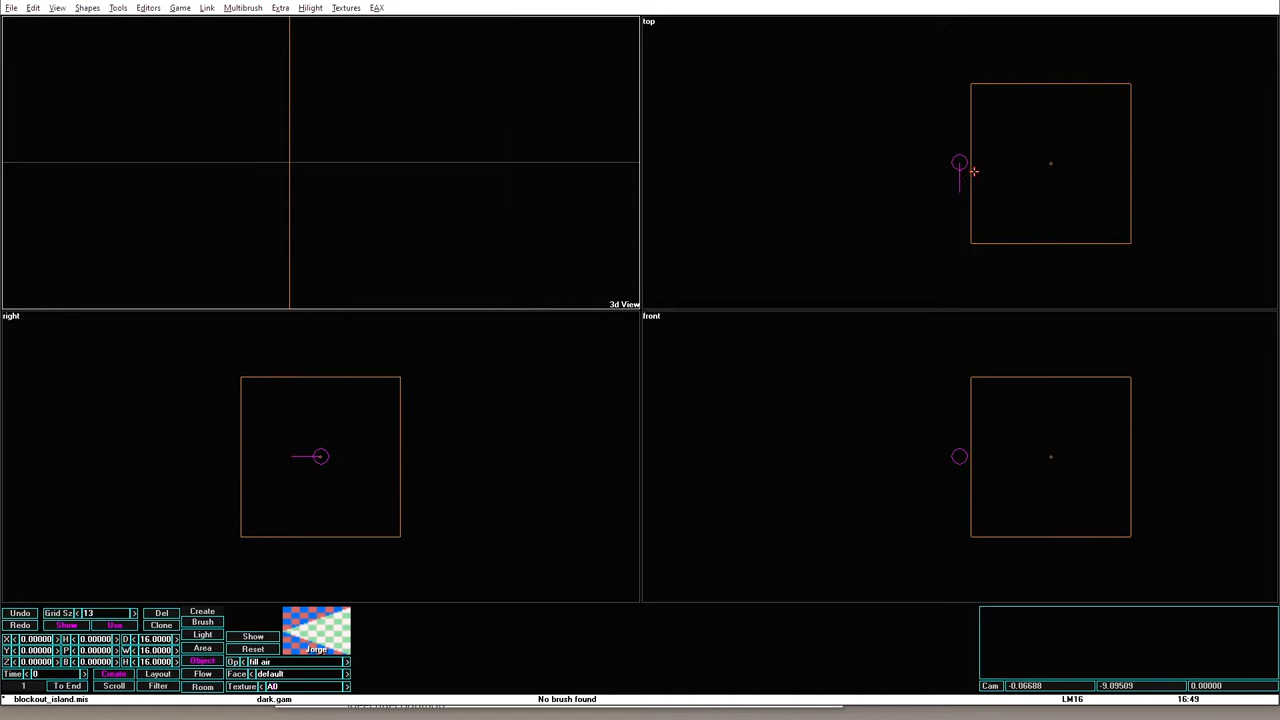 File Edit View Shapes Tools Editors Game Link Multibrush Extra Hilight Textures EAX
top
3d View
right
front
Undo Grid Sz < 13 > Del Create
Redo Show Use Clone Brush
X < 0.00000 > H < 0.00000 > D < 16.0000 > Light Show
Y < 0.00000 > P < 0.00000 > W < 16.0000 > Area Reset
Z < 0.00000 > B < 0.00000 > H < 16.0000 > Object Op < fill air >
Time < 0 > Create Layout Flow Face < default >
1 To End Scroll Filter Room Texture < A0 >
Jorge
Cam -0.06688 -9.09509 0.00000
* blockout_island.mis dark.gam No brush found LM16 16:49